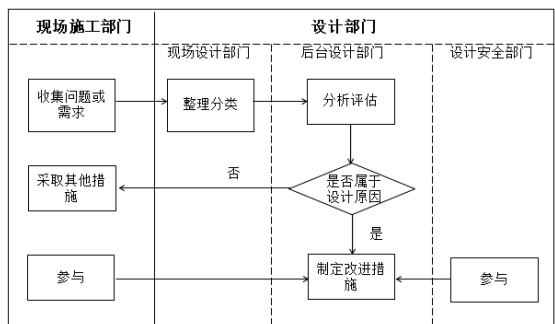 现场施工部门
设计部门
现场设计部门
后台设计部门
设计安全部门
收集问题或
需求
整理分类
分析评估
采取其他措
施
否
是否属于
设计原因
是
参与
制定改进措
施
参与